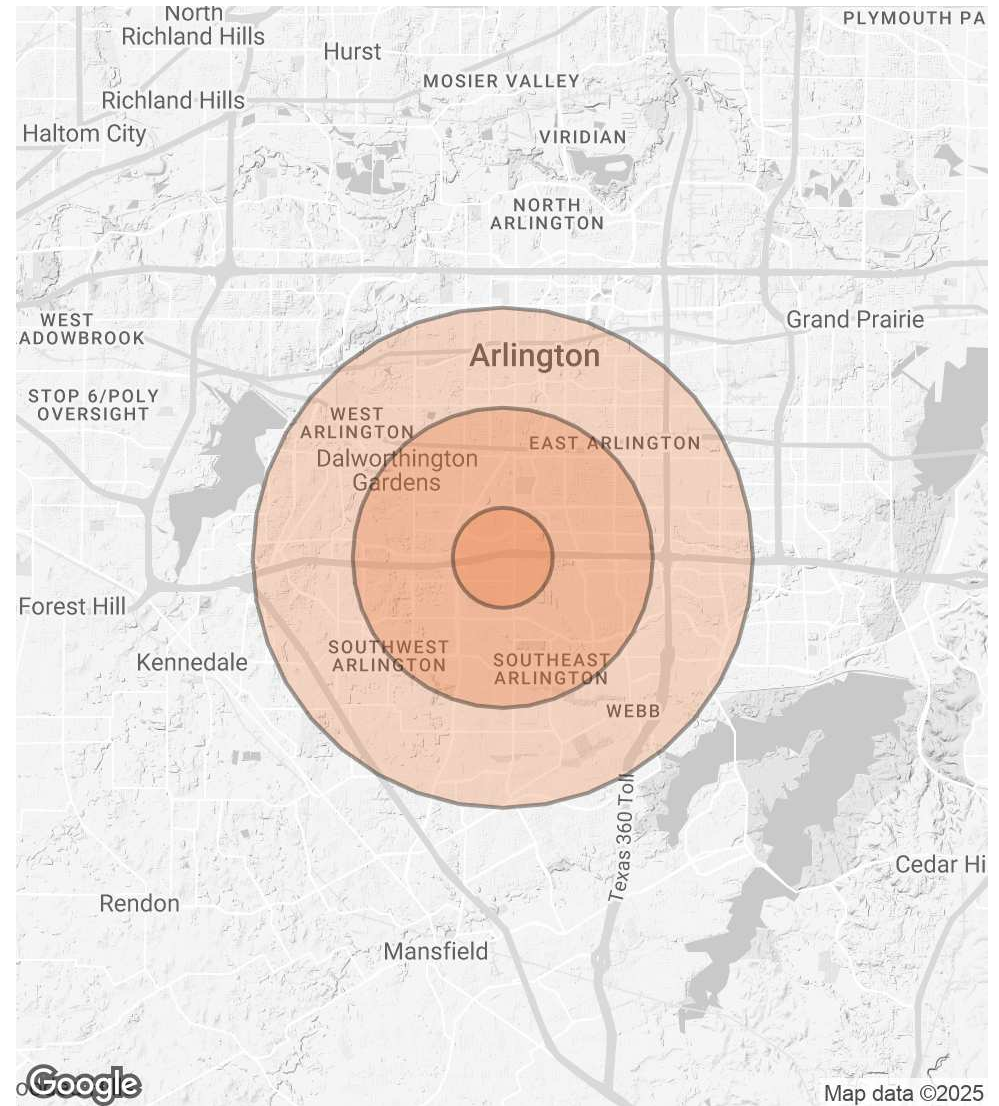 North
Richland Hills
PLYMOUTH PA
Hurst
MOSIER VALLEY
Richland Hills
Haltom City
VIRIDIAN
NORTH
ARLINGTON
WEST
ADOWBROOK
Grand Prairie
Arlington
STOP 6/POLY
OVERSIGHT
WEST
ARLINGTON
EAST ARLINGTON
Dalworthington
Gardens
Forest Hill
Kennedale
SOUTHWEST
ARLINGTON
SOUTHEAST
ARLINGTON
WEBB
Texas 360 Toll
Cedar Hi
Rendon
Mansfield
Google
Map data ©2025